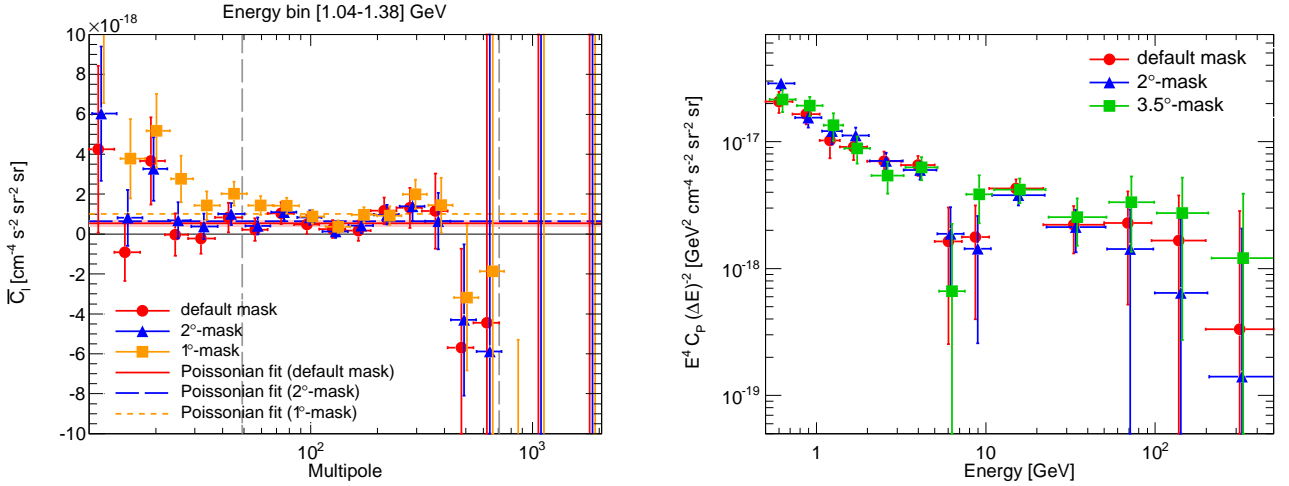 Energy bin [1.04-1.38] GeV
×10⁻¹⁸
10
8
6
4
2
0
-2
-4
-6
-8
-10
C̅ₗ [cm⁻⁴ s⁻² sr⁻² sr]
default mask
2°-mask
1°-mask
Poissonian fit (default mask)
Poissonian fit (2°-mask)
Poissonian fit (1°-mask)
10²
10³
Multipole
default mask
2°-mask
3.5°-mask
10⁻¹⁷
10⁻¹⁸
10⁻¹⁹
E⁴ C_P (ΔE)⁻² [GeV² cm⁻⁴ s⁻² sr⁻² sr]
1
10
10²
Energy [GeV]